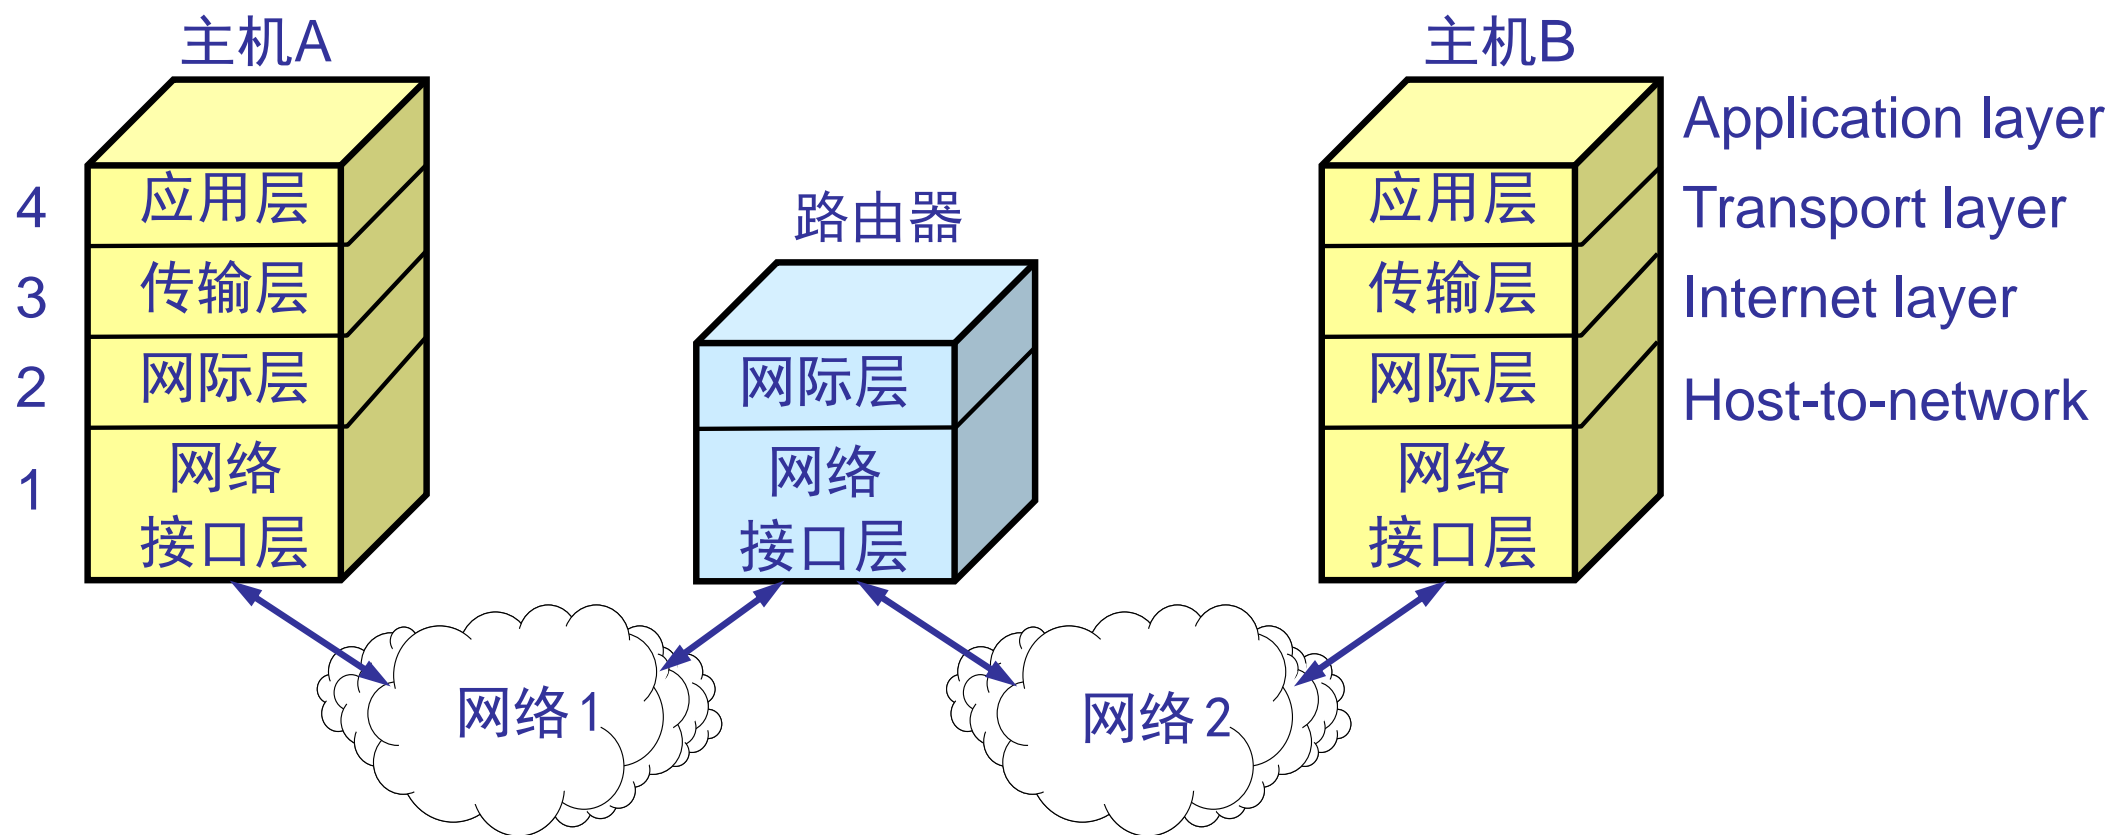 主机A
4
应用层
3
传输层
2
网际层
1
网络
接口层
路由器
网际层
网络
接口层
主机B
应用层
传输层
网际层
网络
接口层
Application layer
Transport layer
Internet layer
Host-to-network
网络1
网络2